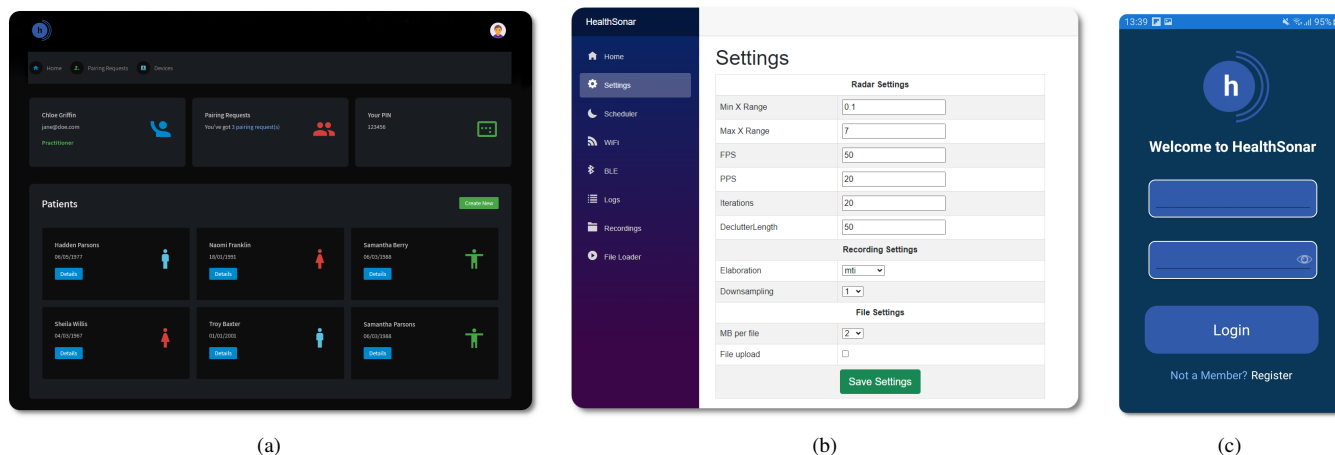 h
Home Pairing Requests Devices
Chloe Griffin
jane@doe.com
Practitioner
Pairing Requests
You've got 3 pairing request(s)
Your PIN
123456
Patients
Create New
Hadden Parsons
06/05/1977
Details
Naomi Franklin
18/01/1991
Details
Samantha Berry
06/03/1988
Details
Sheila Willis
04/03/1967
Details
Troy Baxter
01/01/2001
Details
Samantha Parsons
06/03/1988
Details
(a)
HealthSonar
Home
Settings
Scheduler
WiFi
BLE
Logs
Recordings
File Loader
Settings
Radar Settings
Min X Range 0.1
Max X Range 7
FPS 50
PPS 20
Iterations 20
DeclutterLength 50
Recording Settings
Elaboration mti
Downsampling 1
File Settings
MB per file 2
File upload
Save Settings
(b)
13:39 95%
h
Welcome to HealthSonar
Login
Not a Member? Register
(c)